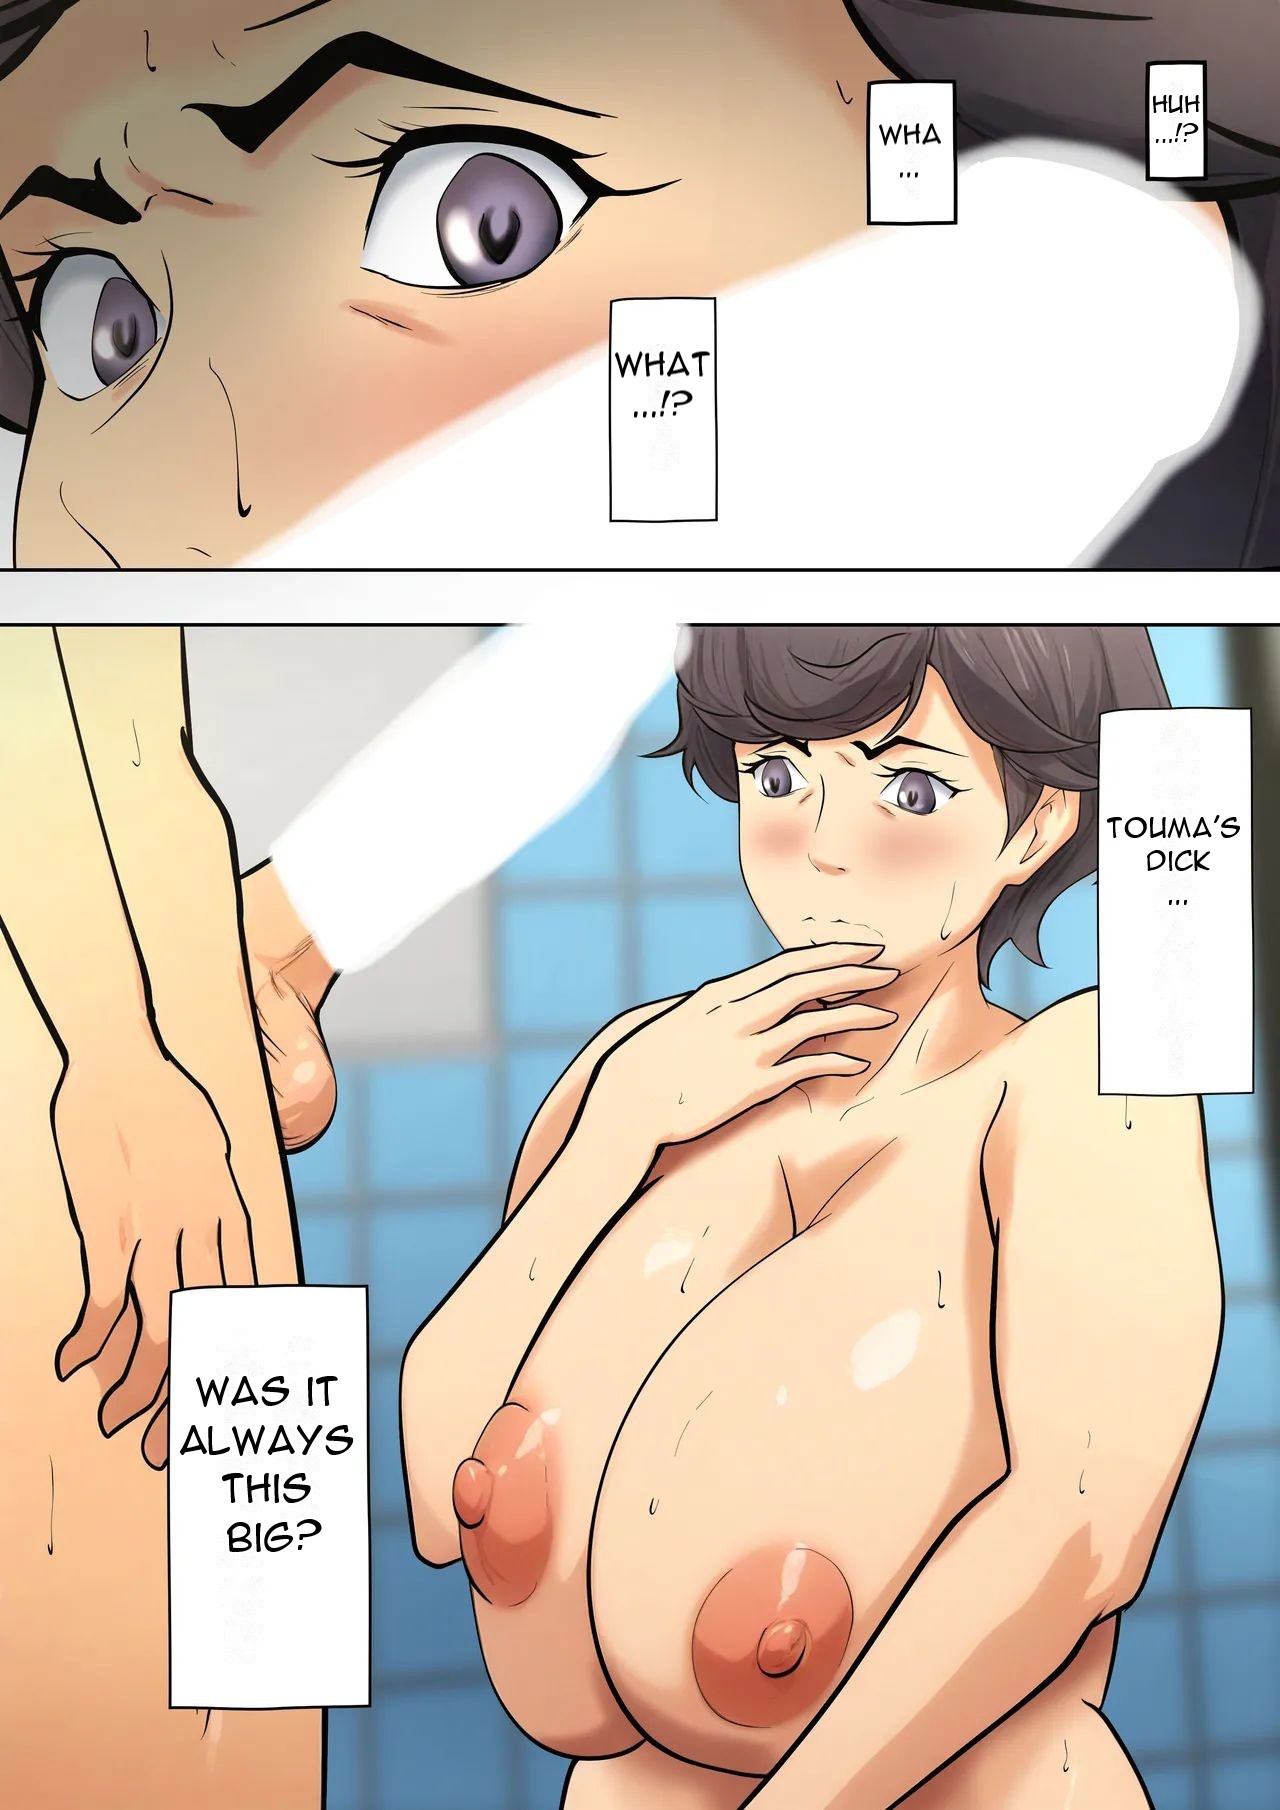 HUH
...!?
WHA
...
WHAT
...!?
TOUMA'S
DICK
...
WAS IT
ALWAYS
THIS
BIG?